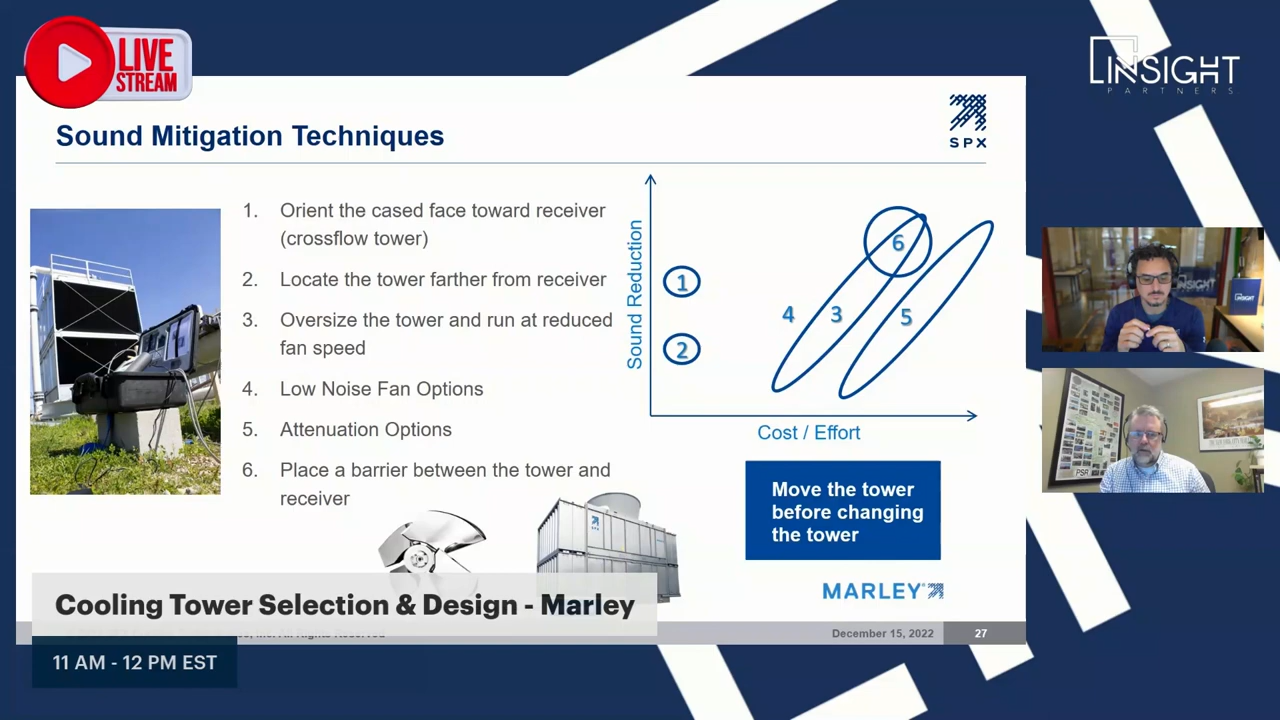 LIVE
STREAM
INSIGHT
PARTNERS
Sound Mitigation Techniques
SPX
1. Orient the cased face toward receiver
(crossflow tower)
2. Locate the tower farther from receiver
3. Oversize the tower and run at reduced
fan speed
4. Low Noise Fan Options
5. Attenuation Options
6. Place a barrier between the tower and
receiver
Sound Reduction
1
2
4
3
6
5
Cost / Effort
Move the tower
before changing
the tower
MARLEY
December 15, 2022
27
Cooling Tower Selection & Design - Marley
11 AM - 12 PM EST
INSIGHT
INSIGHT
PSR